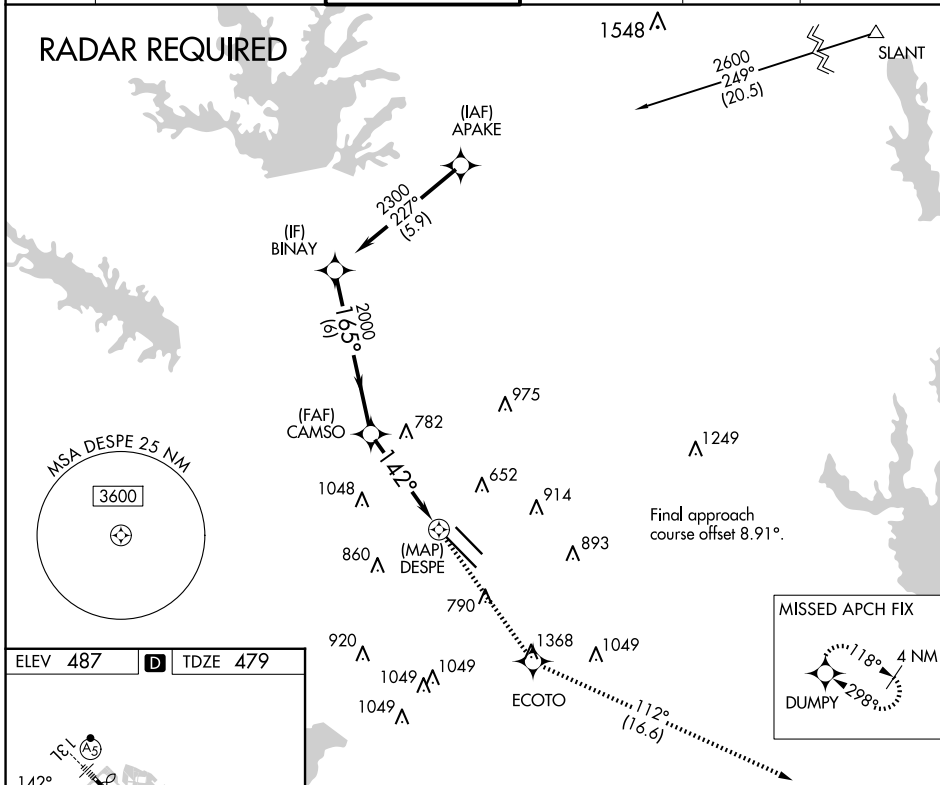 RADAR REQUIRED
1548
SLANT
2600
249°
(20.5)
(IAF)
APAKE
2300
227°
(5.9)
(IF)
BINAY
2000
165°
(6)
(FAF)
CAMSO
782
975
1249
142°
652
1048
914
MSA DESPE 25 NM
3600
Final approach
course offset 8.91°.
(MAP)
DESPE
860
893
790
MISSED APCH FIX
118°
4 NM
298°
DUMPY
920
1368
1049
1049
1049
1049
ECOTO
112°
(16.6)
ELEV 487
D
TDZE 479
13L
A5
142°